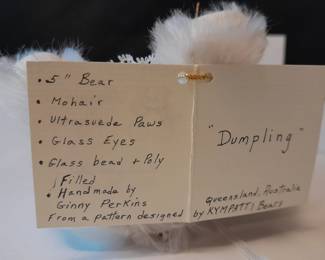 • 5" Bear
• Mohair
• Ultrasuede Paws
• Glass Eyes
• Glass bead + Poly
Filled
• Handmade by
Ginny Perkins
From a pattern designed by KYMPATTI Bears
Queensland, Australia
"Dumpling"